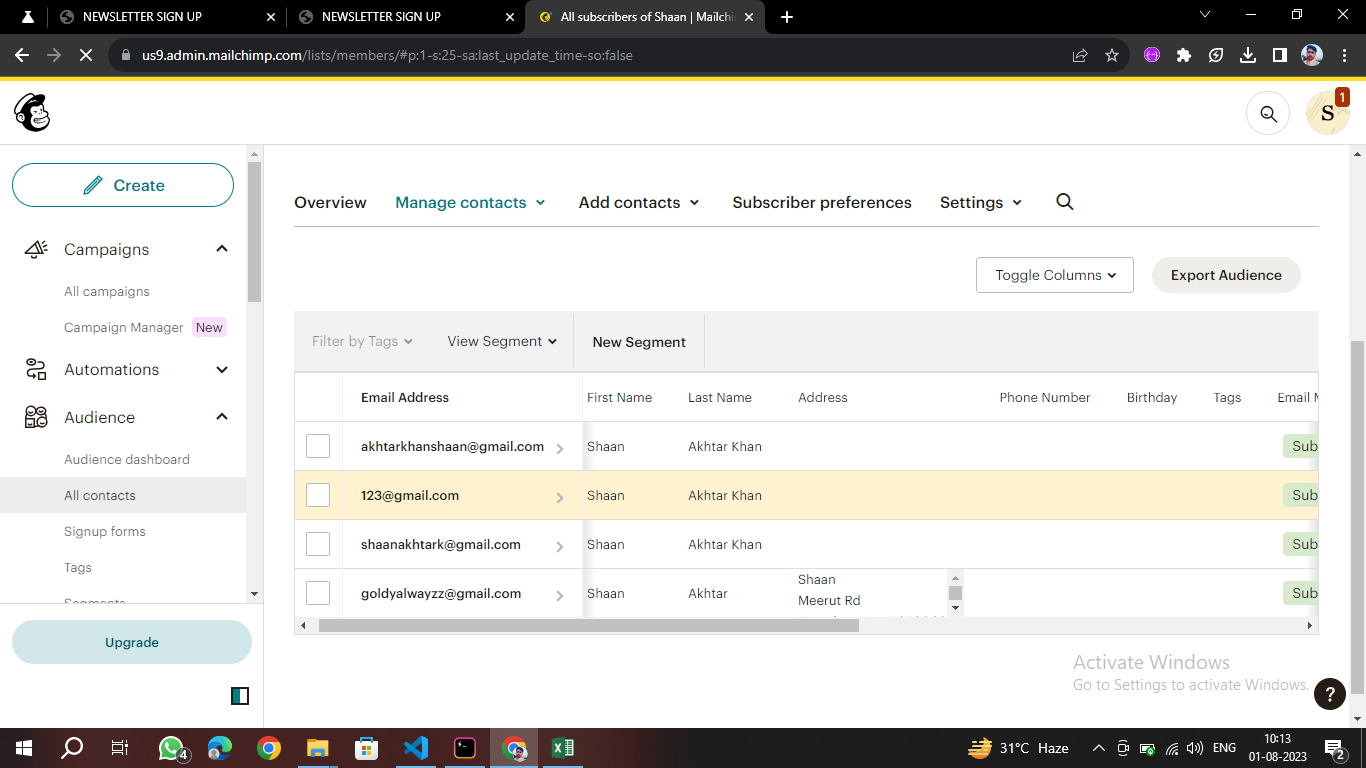 NEWSLETTER SIGN UP
NEWSLETTER SIGN UP
All subscribers of Shaan | Mailchi
us9.admin.mailchimp.com/lists/members/#p:1-s:25-sa:last_update_time-so:false
S
1
Create
Campaigns
All campaigns
Campaign Manager New
Automations
Audience
Audience dashboard
All contacts
Signup forms
Tags
Segments
Upgrade
Overview Manage contacts Add contacts Subscriber preferences Settings
Toggle Columns Export Audience
Filter by Tags View Segment New Segment
Email Address First Name Last Name Address Phone Number Birthday Tags Email M
akhtarkhanshaan@gmail.com Shaan Akhtar Khan Sub
123@gmail.com Shaan Akhtar Khan Sub
shaanakhtark@gmail.com Shaan Akhtar Khan Sub
goldyalwayzz@gmail.com Shaan Akhtar Shaan Sub
Meerut Rd
Activate Windows
Go to Settings to activate Windows.
?
4
31°C Haze
ENG
10:13
01-08-2023
2